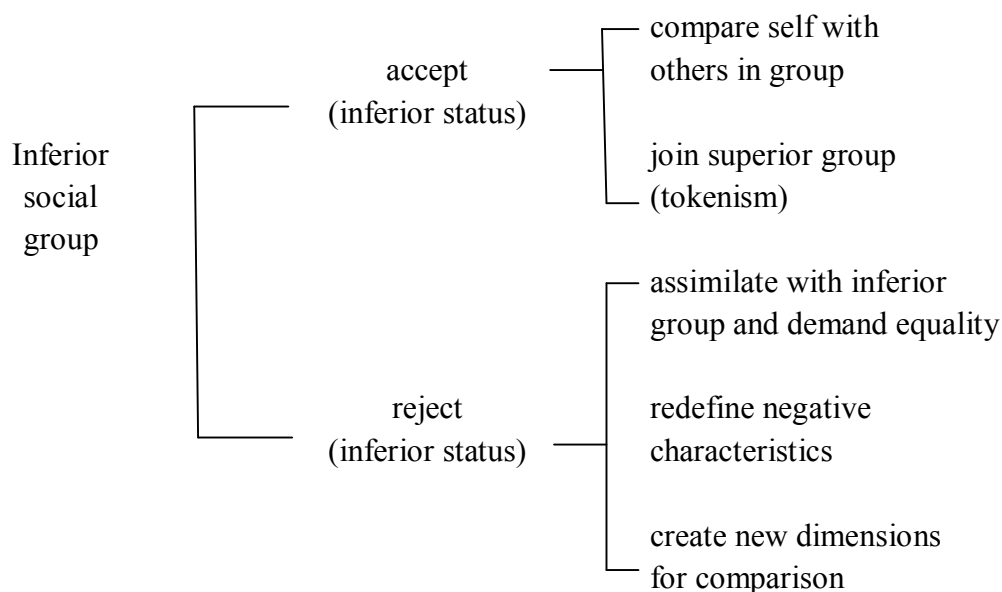 Inferior
social
group
accept
(inferior status)
compare self with
others in group
join superior group
(tokenism)
reject
(inferior status)
assimilate with inferior
group and demand equality
redefine negative
characteristics
create new dimensions
for comparison